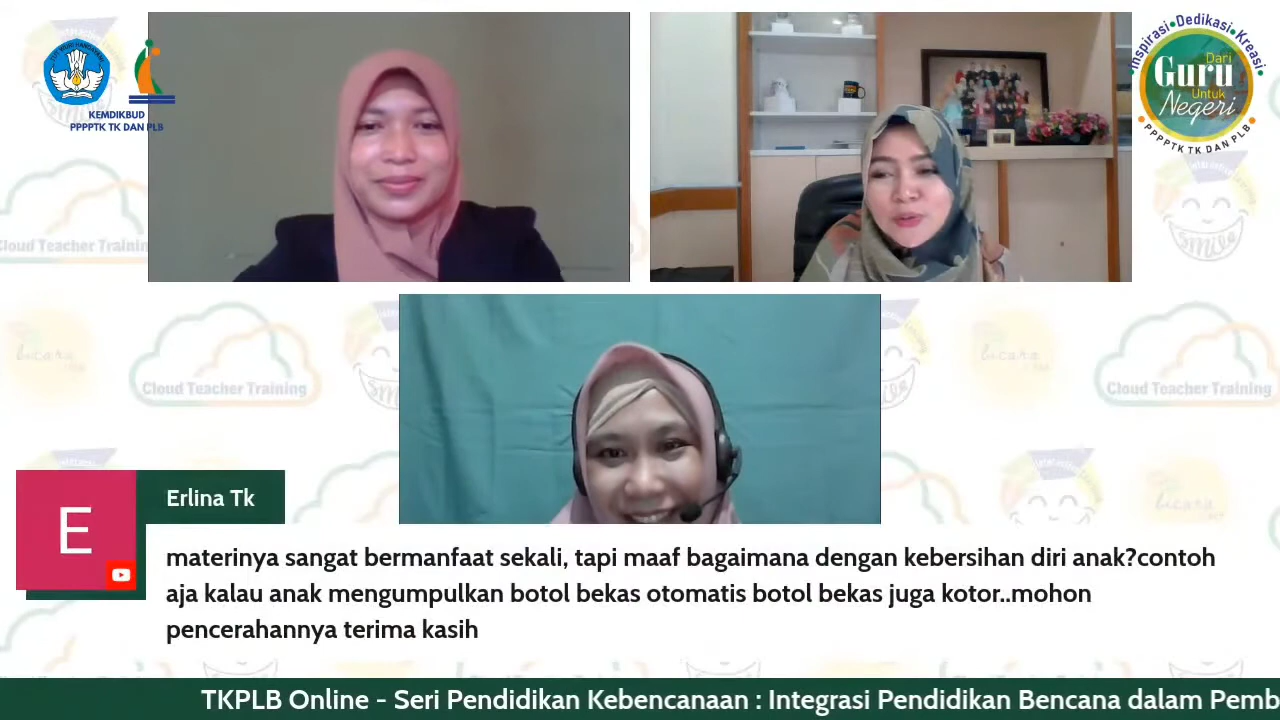 KEMDIKBUD
PPPPTK TK DAN PLB
Inspirasi•Dedikasi•Kreasi
Dari
Guru
Untuk
Negeri
• PPPPTK TK DAN PLB •
Cloud Teacher Training
Cloud Teacher Training
Cloud Teacher Training
Erlina Tk
E
materinya sangat bermanfaat sekali, tapi maaf bagaimana dengan kebersihan diri anak?contoh
aja kalau anak mengumpulkan botol bekas otomatis botol bekas juga kotor..mohon
pencerahannya terima kasih
TKPLB Online - Seri Pendidikan Kebencanaan : Integrasi Pendidikan Bencana dalam Pemb